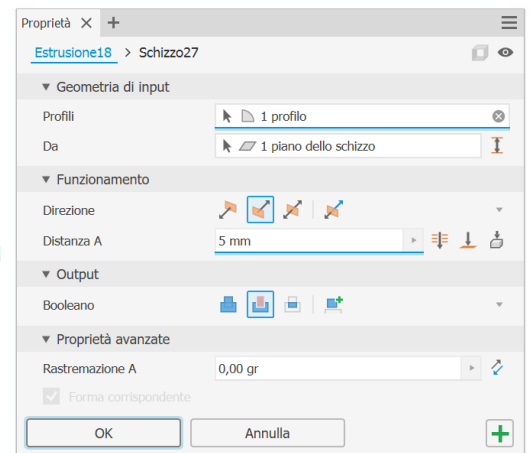 Proprietà
Estrusione18 > Schizzo27
Geometria di input
Profili 1 profilo
Da 1 piano dello schizzo
Funzionamento
Direzione
Distanza A 5 mm
Output
Booleano
Proprietà avanzate
Rastremazione A 0,00 gr
Forma corrispondente
OK Annulla